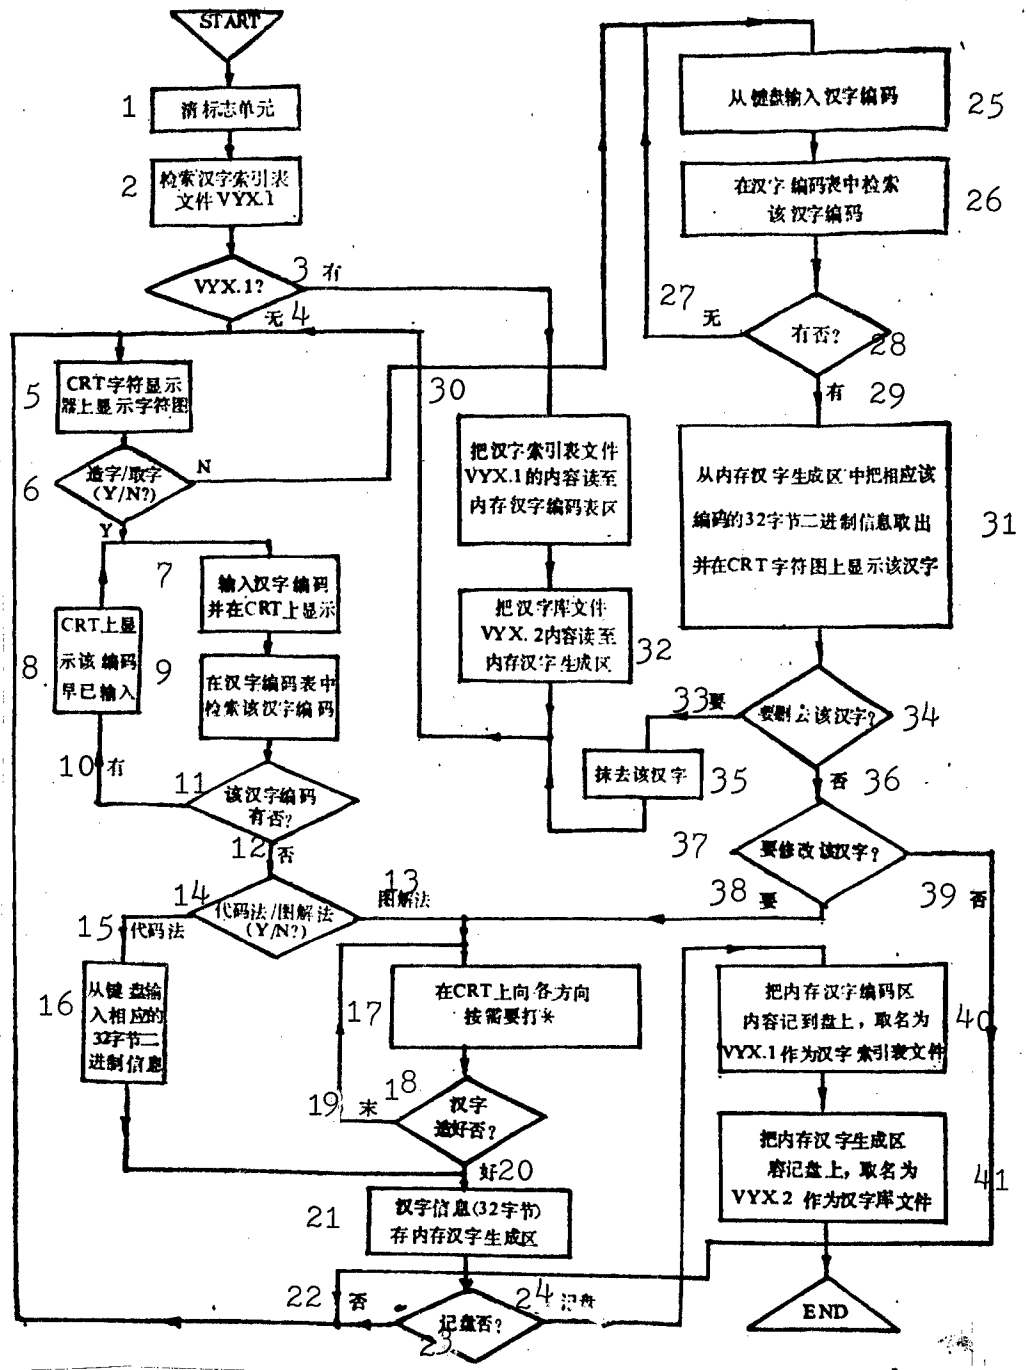 START
1
清标志单元
2
检索汉字索引表
文件VYX.1
VYX.1?
3
有
无
4
5
CRT字符显示
器上显示字符图
6
造字/取字
(Y/N?)
N
Y
7
输入汉字编码
并在CRT上显示
8
CRT上显
示该编码
早已输入
9
在汉字编码表中
检索该汉字编码
10
有
11
该汉字编码
有否?
12
否
13
图解法
14
代码法/图解法
(Y/N?)
15
代码法
16
从键盘输
入相应的
32字节二
进制信息
17
在CRT上向各方向
按需要打*
18
汉字
造好否?
19
末
好
20
21
汉字信息(32字节)
存内存汉字生成区
22
否
记盘否?
23
24
记盘
25
从键盘输入汉字编码
26
在汉字编码表中检索
该汉字编码
27
无
有否?
28
有
29
30
把汉字索引表文件
VYX.1的内容读至
内存汉字编码表区
31
从内存汉字生成区中把相应该
编码的32字节二进制信息取出
并在CRT字符图上显示该汉字
把汉字库文件
VYX.2内容读至
内存汉字生成区
32
33
要
要删去该汉字?
34
抹去该汉字
35
否
36
37
要修改该汉字?
38
要
39
否
把内存汉字编码区
内容记到盘上，取名为
VYX.1作为汉字索引表文件
40
把内存汉字生成区
容记盘上，取名为
VYX.2 作为汉字库文件
41
END